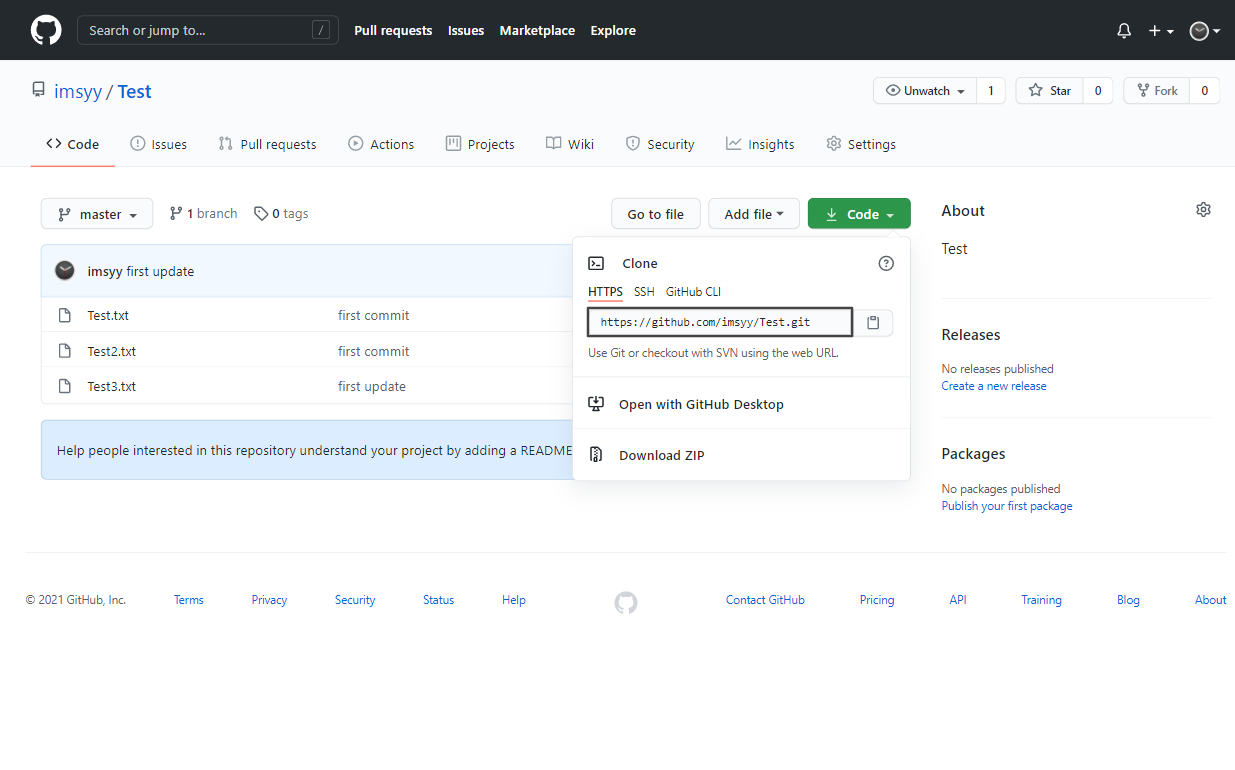 Search or jump to... /
Pull requests Issues Marketplace Explore
imsyy / Test
Unwatch 1 Star 0 Fork 0
Code Issues Pull requests Actions Projects Wiki Security Insights Settings
master 1 branch 0 tags Go to file Add file Code
About
Test
imsyy first update
Test.txt first commit
Test2.txt first commit
Test3.txt first update
Help people interested in this repository understand your project by adding a README
Clone
HTTPS SSH GitHub CLI
https://github.com/imsyy/Test.git
Use Git or checkout with SVN using the web URL.
Open with GitHub Desktop
Download ZIP
Releases
No releases published
Create a new release
Packages
No packages published
Publish your first package
© 2021 GitHub, Inc. Terms Privacy Security Status Help Contact GitHub Pricing API Training Blog About